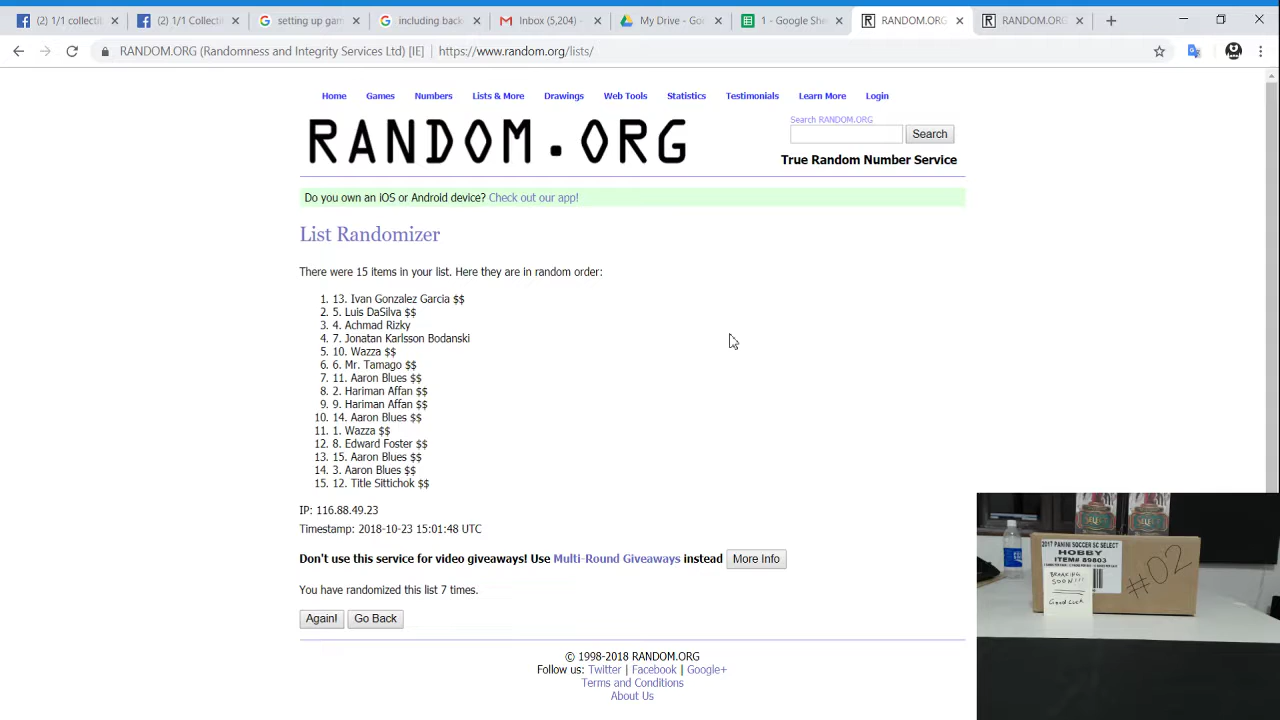 (2) 1/1 collectib
(2) 1/1 Collecti
setting up gam
including back
Inbox (5,204) -
My Drive - Goo
1 - Google She
RANDOM.ORG
RANDOM.ORG
RANDOM.ORG (Randomness and Integrity Services Ltd) [IE] | https://www.random.org/lists/
Home Games Numbers Lists & More Drawings Web Tools Statistics Testimonials Learn More Login
RANDOM.ORG
Search RANDOM.ORG
Search
True Random Number Service
Do you own an iOS or Android device? Check out our app!
List Randomizer
There were 15 items in your list. Here they are in random order:
1. 13. Ivan Gonzalez Garcia $$
2. 5. Luis DaSilva $$
3. 4. Achmad Rizky
4. 7. Jonatan Karlsson Bodanski
5. 10. Wazza $$
6. 6. Mr. Tamago $$
7. 11. Aaron Blues $$
8. 2. Hariman Affan $$
9. 9. Hariman Affan $$
10. 14. Aaron Blues $$
11. 1. Wazza $$
12. 8. Edward Foster $$
13. 15. Aaron Blues $$
14. 3. Aaron Blues $$
15. 12. Title Sittichok $$
IP: 116.88.49.23
Timestamp: 2018-10-23 15:01:48 UTC
Don't use this service for video giveaways! Use Multi-Round Giveaways instead More Info
You have randomized this list 7 times.
Again! Go Back
© 1998-2018 RANDOM.ORG
Follow us: Twitter | Facebook | Google+
Terms and Conditions
About Us
SELECT SELECT
2017 PANINI SOCCER SC SELECT
HOBBY
ITEM# 89803
#02
BREAKING
SOON!!!
Good Luck